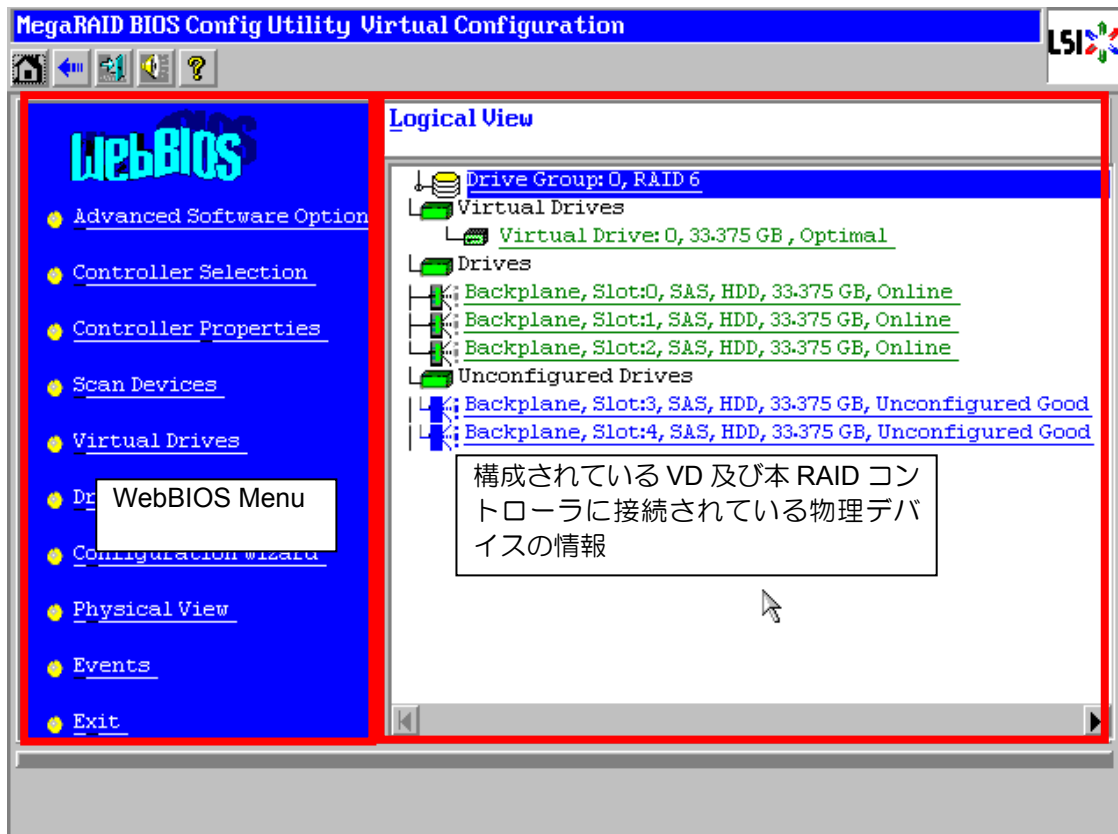 MegaRAID BIOS Config Utility Virtual Configuration
LSI
WebBIOS
Advanced Software Option
Controller Selection
Controller Properties
Scan Devices
Virtual Drives
Dr
WebBIOS Menu
Configuration Wizard
Physical View
Events
Exit
Logical View
Drive Group: 0, RAID 6
Virtual Drives
Virtual Drive: 0, 33.375 GB , Optimal
Drives
Backplane, Slot:0, SAS, HDD, 33.375 GB, Online
Backplane, Slot:1, SAS, HDD, 33.375 GB, Online
Backplane, Slot:2, SAS, HDD, 33.375 GB, Online
Unconfigured Drives
Backplane, Slot:3, SAS, HDD, 33.375 GB, Unconfigured Good
Backplane, Slot:4, SAS, HDD, 33.375 GB, Unconfigured Good
構成されている VD 及び本 RAID コン
トローラに接続されている物理デバ
イスの情報